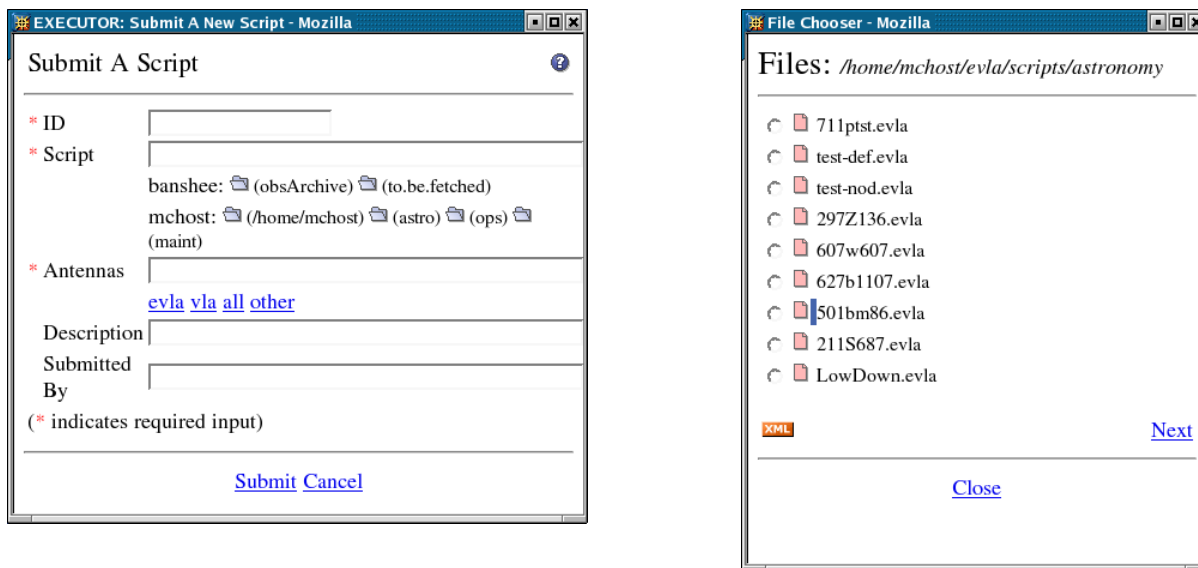 EXECUTOR: Submit A New Script - Mozilla
Submit A Script
?
* ID
* Script
banshee: (obsArchive) (to.be.fetched)
mchost: (/home/mchost) (astro) (ops)
(maint)
* Antennas
evla vla all other
Description
Submitted
By
(* indicates required input)
Submit Cancel
File Chooser - Mozilla
Files: /home/mchost/evla/scripts/astronomy
711ptst.evla
test-def.evla
test-nod.evla
297Z136.evla
607w607.evla
627b1107.evla
501bm86.evla
211S687.evla
LowDown.evla
XML Next
Close